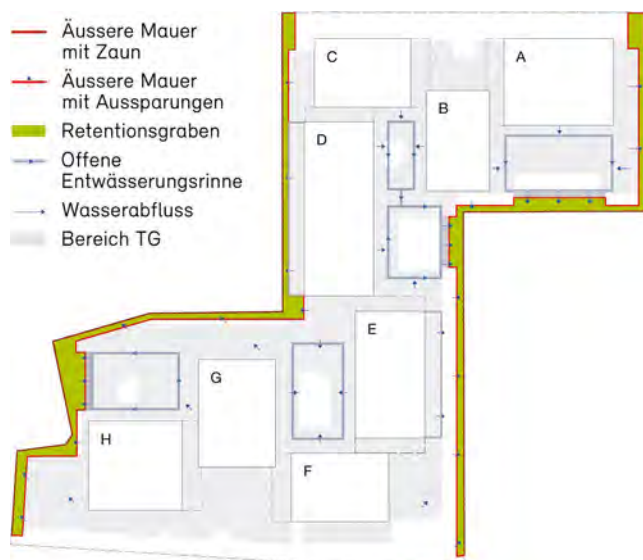 Äussere Mauer
mit Zaun
Äussere Mauer
mit Aussparungen
Retentionsgraben
Offene
Entwässerungsrinne
Wasserabfluss
Bereich TG
C
A
B
D
E
G
H
F